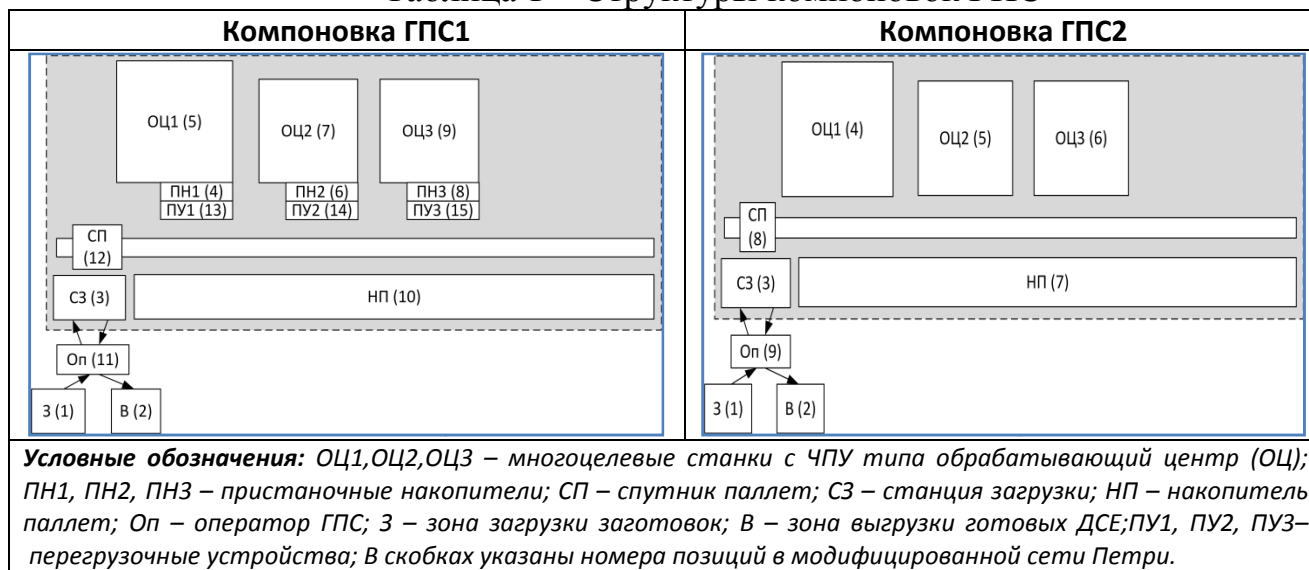 Таблица 1 – Структуры компоновок ГПС
Компоновка ГПС1
Компоновка ГПС2
ОЦ1 (5)
ОЦ2 (7)
ОЦ3 (9)
ПН1 (4)
ПН2 (6)
ПН3 (8)
ПУ1 (13)
ПУ2 (14)
ПУ3 (15)
СП
(12)
СЗ (3)
НП (10)
Оп (11)
З (1)
В (2)
ОЦ1 (4)
ОЦ2 (5)
ОЦ3 (6)
СП
(8)
СЗ (3)
НП (7)
Оп (9)
З (1)
В (2)
Условные обозначения: ОЦ1,ОЦ2,ОЦ3 – многоцелевые станки с ЧПУ типа обрабатывающий центр (ОЦ);
ПН1, ПН2, ПН3 – пристаночные накопители; СП – спутник паллет; СЗ – станция загрузки; НП – накопитель
паллет; Оп – оператор ГПС; З – зона загрузки заготовок; В – зона выгрузки готовых ДСЕ;ПУ1, ПУ2, ПУ3–
перегрузочные устройства; В скобках указаны номера позиций в модифицированной сети Петри.